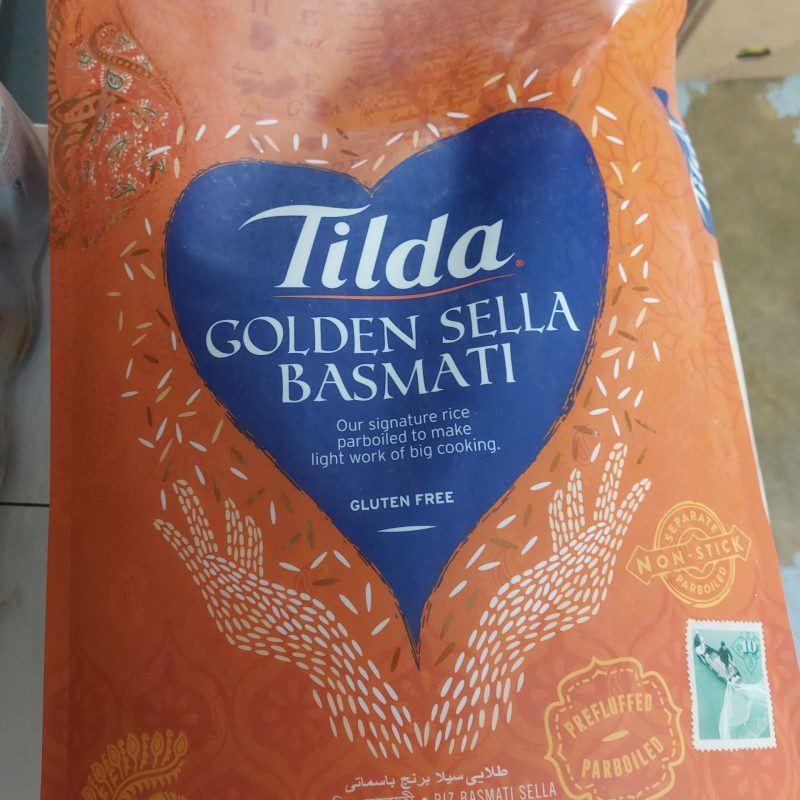 Tilda
GOLDEN SELLA
BASMATI
Our signature rice
parboiled to make
light work of big cooking.
GLUTEN FREE
SEPARATE
NON-STICK
PARBOILED
10
PREFLUFFED
PARBOILED
طلایی سیلا برنج باسماتی
RIZ BASMATI SELLA